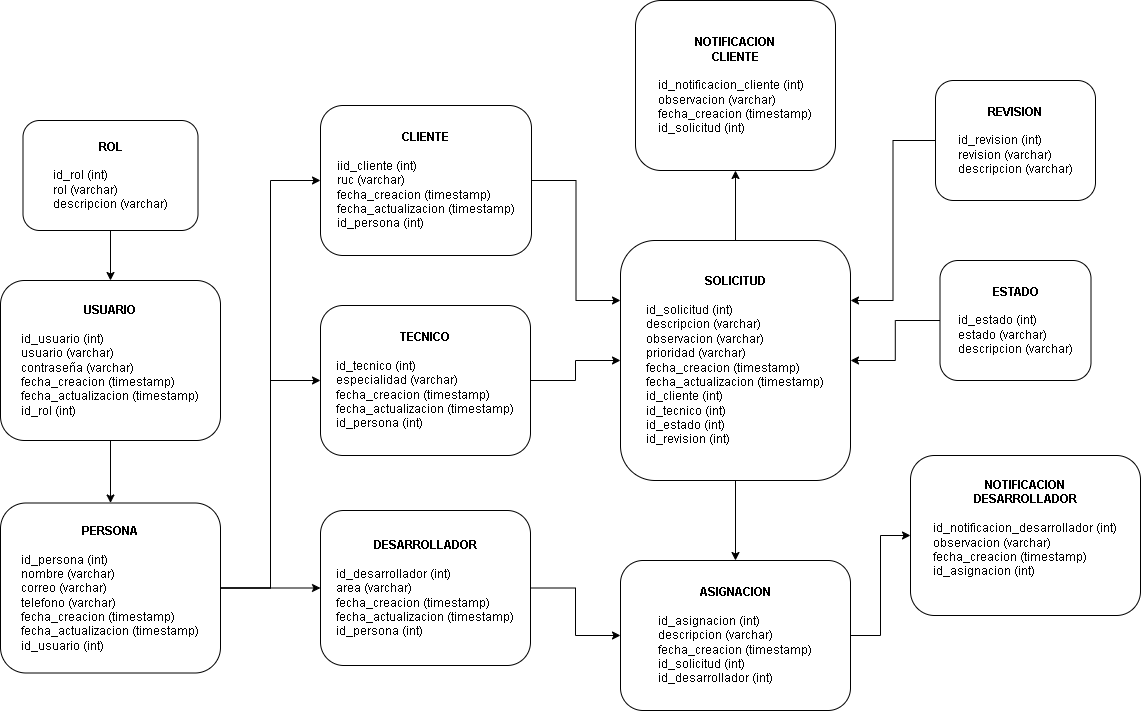 ROL
id_rol (int)
rol (varchar)
descripcion (varchar)
USUARIO
id_usuario (int)
usuario (varchar)
contraseña (varchar)
fecha_creacion (timestamp)
fecha_actualizacion (timestamp)
id_rol (int)
PERSONA
id_persona (int)
nombre (varchar)
correo (varchar)
telefono (varchar)
fecha_creacion (timestamp)
fecha_actualizacion (timestamp)
id_usuario (int)
CLIENTE
iid_cliente (int)
ruc (varchar)
fecha_creacion (timestamp)
fecha_actualizacion (timestamp)
id_persona (int)
TECNICO
id_tecnico (int)
especialidad (varchar)
fecha_creacion (timestamp)
fecha_actualizacion (timestamp)
id_persona (int)
DESARROLLADOR
id_desarrollador (int)
area (varchar)
fecha_creacion (timestamp)
fecha_actualizacion (timestamp)
id_persona (int)
NOTIFICACION
CLIENTE
id_notificacion_cliente (int)
observacion (varchar)
fecha_creacion (timestamp)
id_solicitud (int)
SOLICITUD
id_solicitud (int)
descripcion (varchar)
observacion (varchar)
prioridad (varchar)
fecha_creacion (timestamp)
fecha_actualizacion (timestamp)
id_cliente (int)
id_tecnico (int)
id_estado (int)
id_revision (int)
ASIGNACION
id_asignacion (int)
descripcion (varchar)
fecha_creacion (timestamp)
id_solicitud (int)
id_desarrollador (int)
REVISION
id_revision (int)
revision (varchar)
descripcion (varchar)
ESTADO
id_estado (int)
estado (varchar)
descripcion (varchar)
NOTIFICACION
DESARROLLADOR
id_notificacion_desarrollador (int)
observacion (varchar)
fecha_creacion (timestamp)
id_asignacion (int)